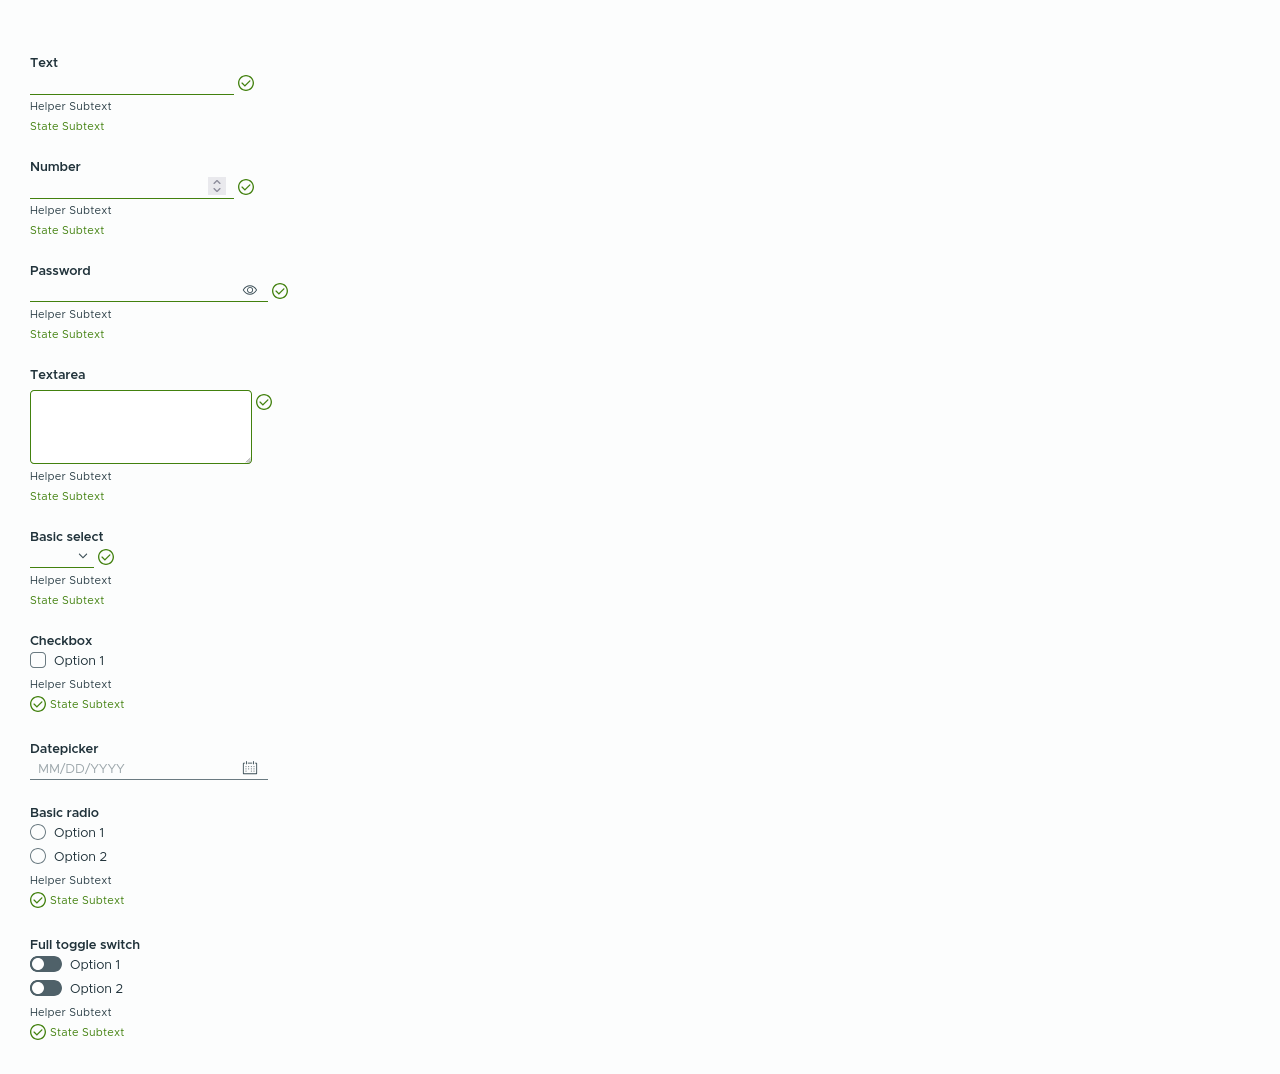 Text
Helper Subtext
State Subtext
Number
Helper Subtext
State Subtext
Password
Helper Subtext
State Subtext
Textarea
Helper Subtext
State Subtext
Basic select
Helper Subtext
State Subtext
Checkbox
Option 1
Helper Subtext
State Subtext
Datepicker
MM/DD/YYYY
Basic radio
Option 1
Option 2
Helper Subtext
State Subtext
Full toggle switch
Option 1
Option 2
Helper Subtext
State Subtext